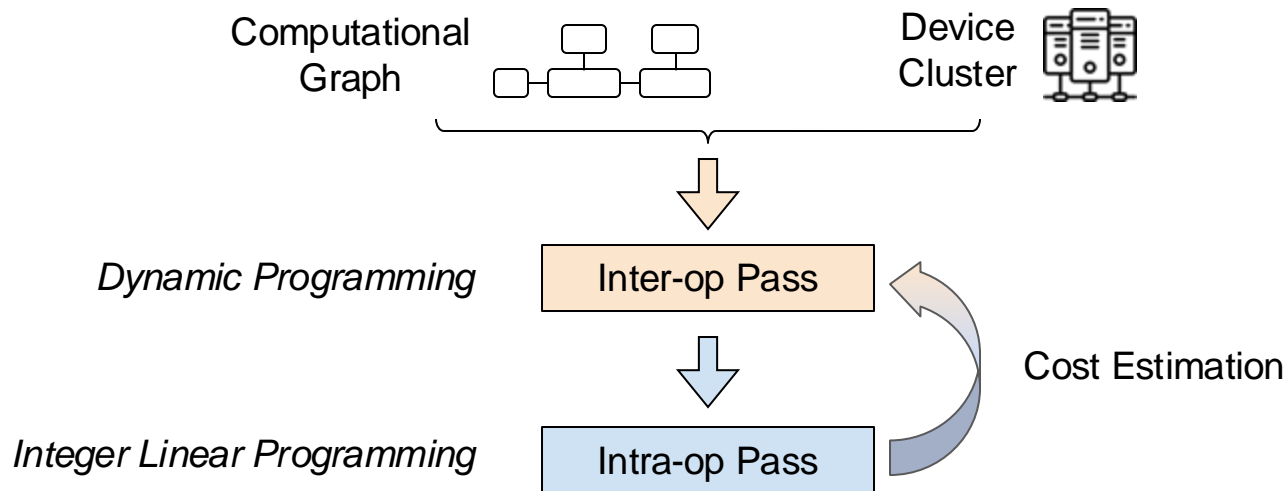 Computational
Graph
Device
Cluster
Dynamic Programming
Inter-op Pass
Cost Estimation
Integer Linear Programming
Intra-op Pass